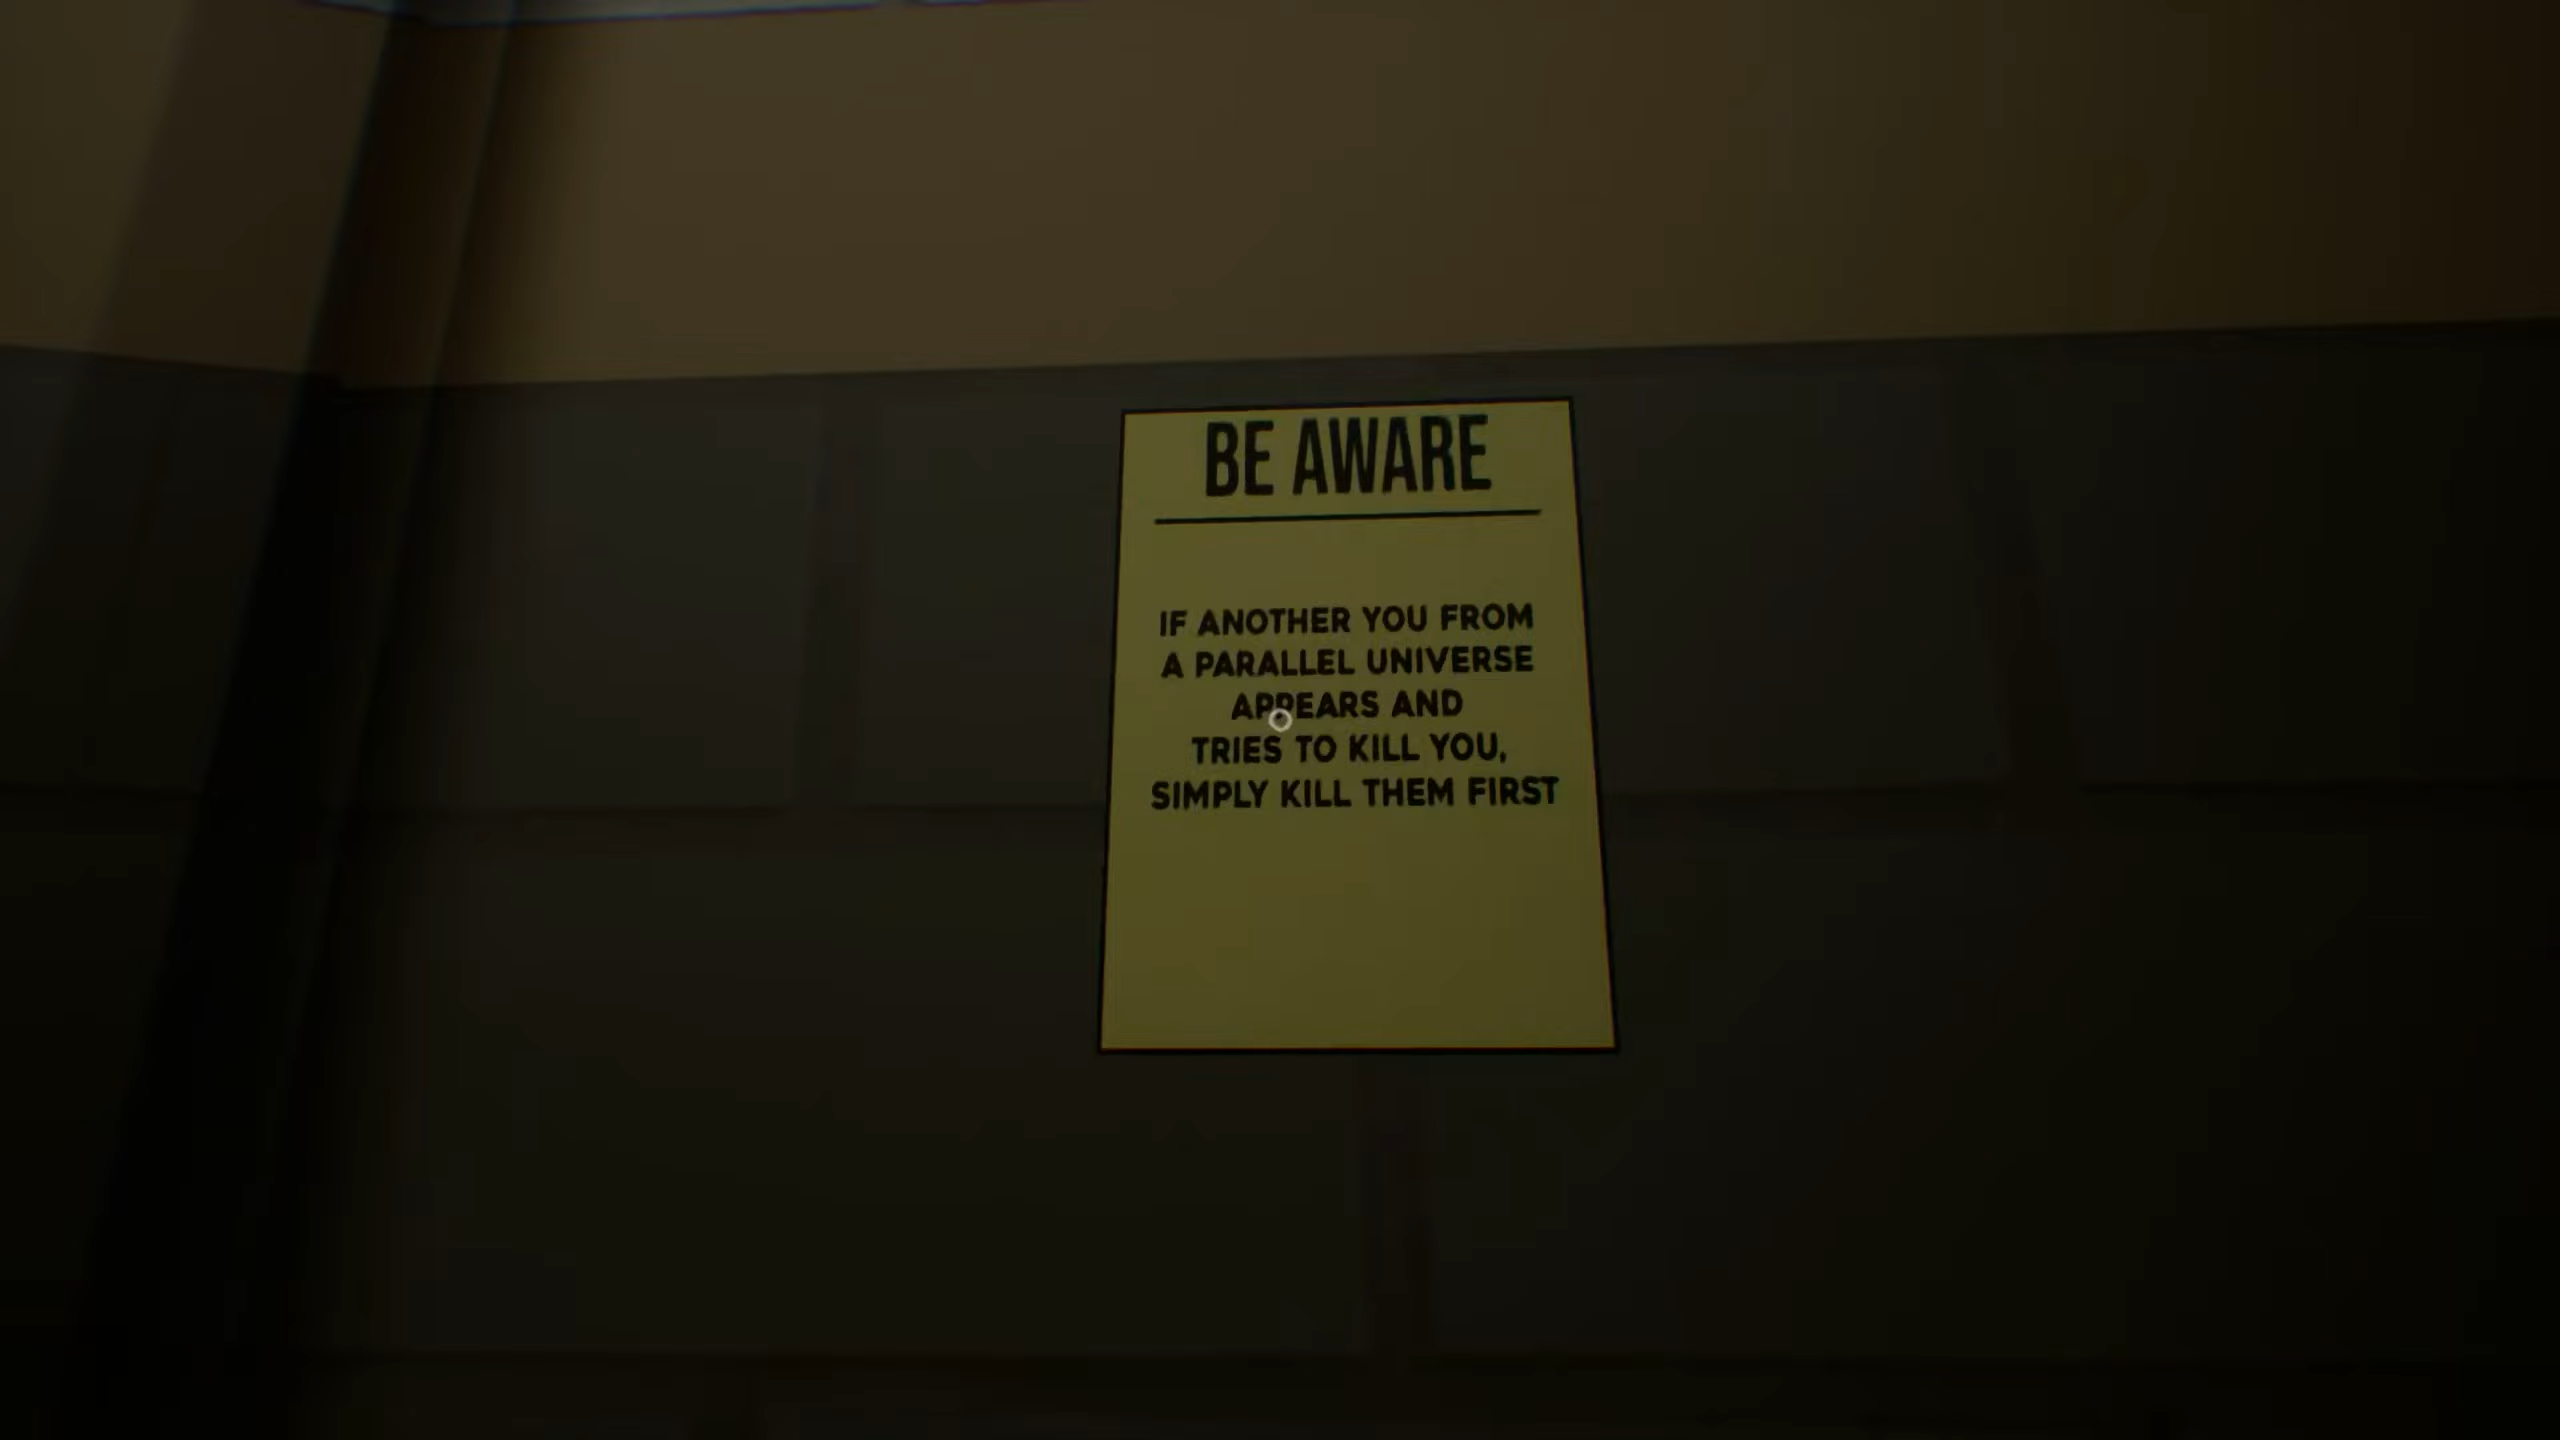 BE AWARE
IF ANOTHER YOU FROM
A PARALLEL UNIVERSE
APPEARS AND
TRIES TO KILL YOU,
SIMPLY KILL THEM FIRST